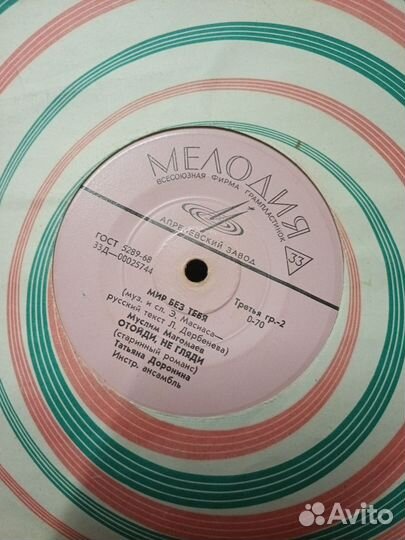 МЕЛОДИЯ
ВСЕСОЮЗНАЯ ФИРМА ГРАМПЛАСТИНОК
АПРЕЛЕВСКИЙ ЗАВОД
33
ГОСТ 5289-68
33Д—00025744
Третья гр.-2
0-70
МИР БЕЗ ТЕБЯ
(муз. и сл. Э. Масиаса—
русский текст Л. Дербенева)
Муслим Магомаев
ОТОЙДИ, НЕ ГЛЯДИ
(старинный романс)
Татьяна Доронина
Инстр. ансамбль
Avito